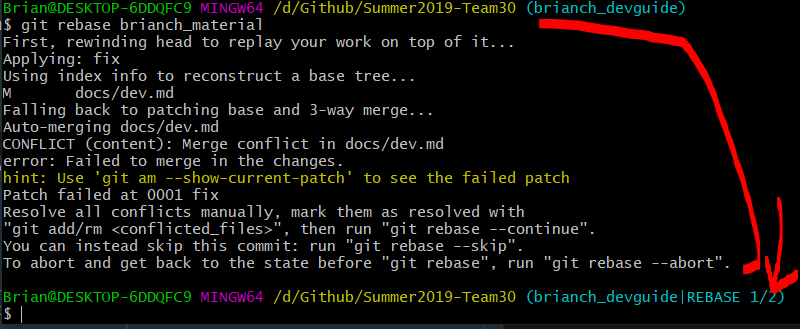 Brian@DESKTOP-6DDQFC9 MINGW64 /d/Github/Summer2019-Team30 (brianch_devguide)
$ git rebase brianch_material
First, rewinding head to replay your work on top of it...
Applying: fix
Using index info to reconstruct a base tree...
M       docs/dev.md
Falling back to patching base and 3-way merge...
Auto-merging docs/dev.md
CONFLICT (content): Merge conflict in docs/dev.md
error: Failed to merge in the changes.
hint: Use 'git am --show-current-patch' to see the failed patch
Patch failed at 0001 fix
Resolve all conflicts manually, mark them as resolved with
"git add/rm <conflicted_files>", then run "git rebase --continue".
You can instead skip this commit: run "git rebase --skip".
To abort and get back to the state before "git rebase", run "git rebase --abort".
Brian@DESKTOP-6DDQFC9 MINGW64 /d/Github/Summer2019-Team30 (brianch_devguide|REBASE 1/2)
$